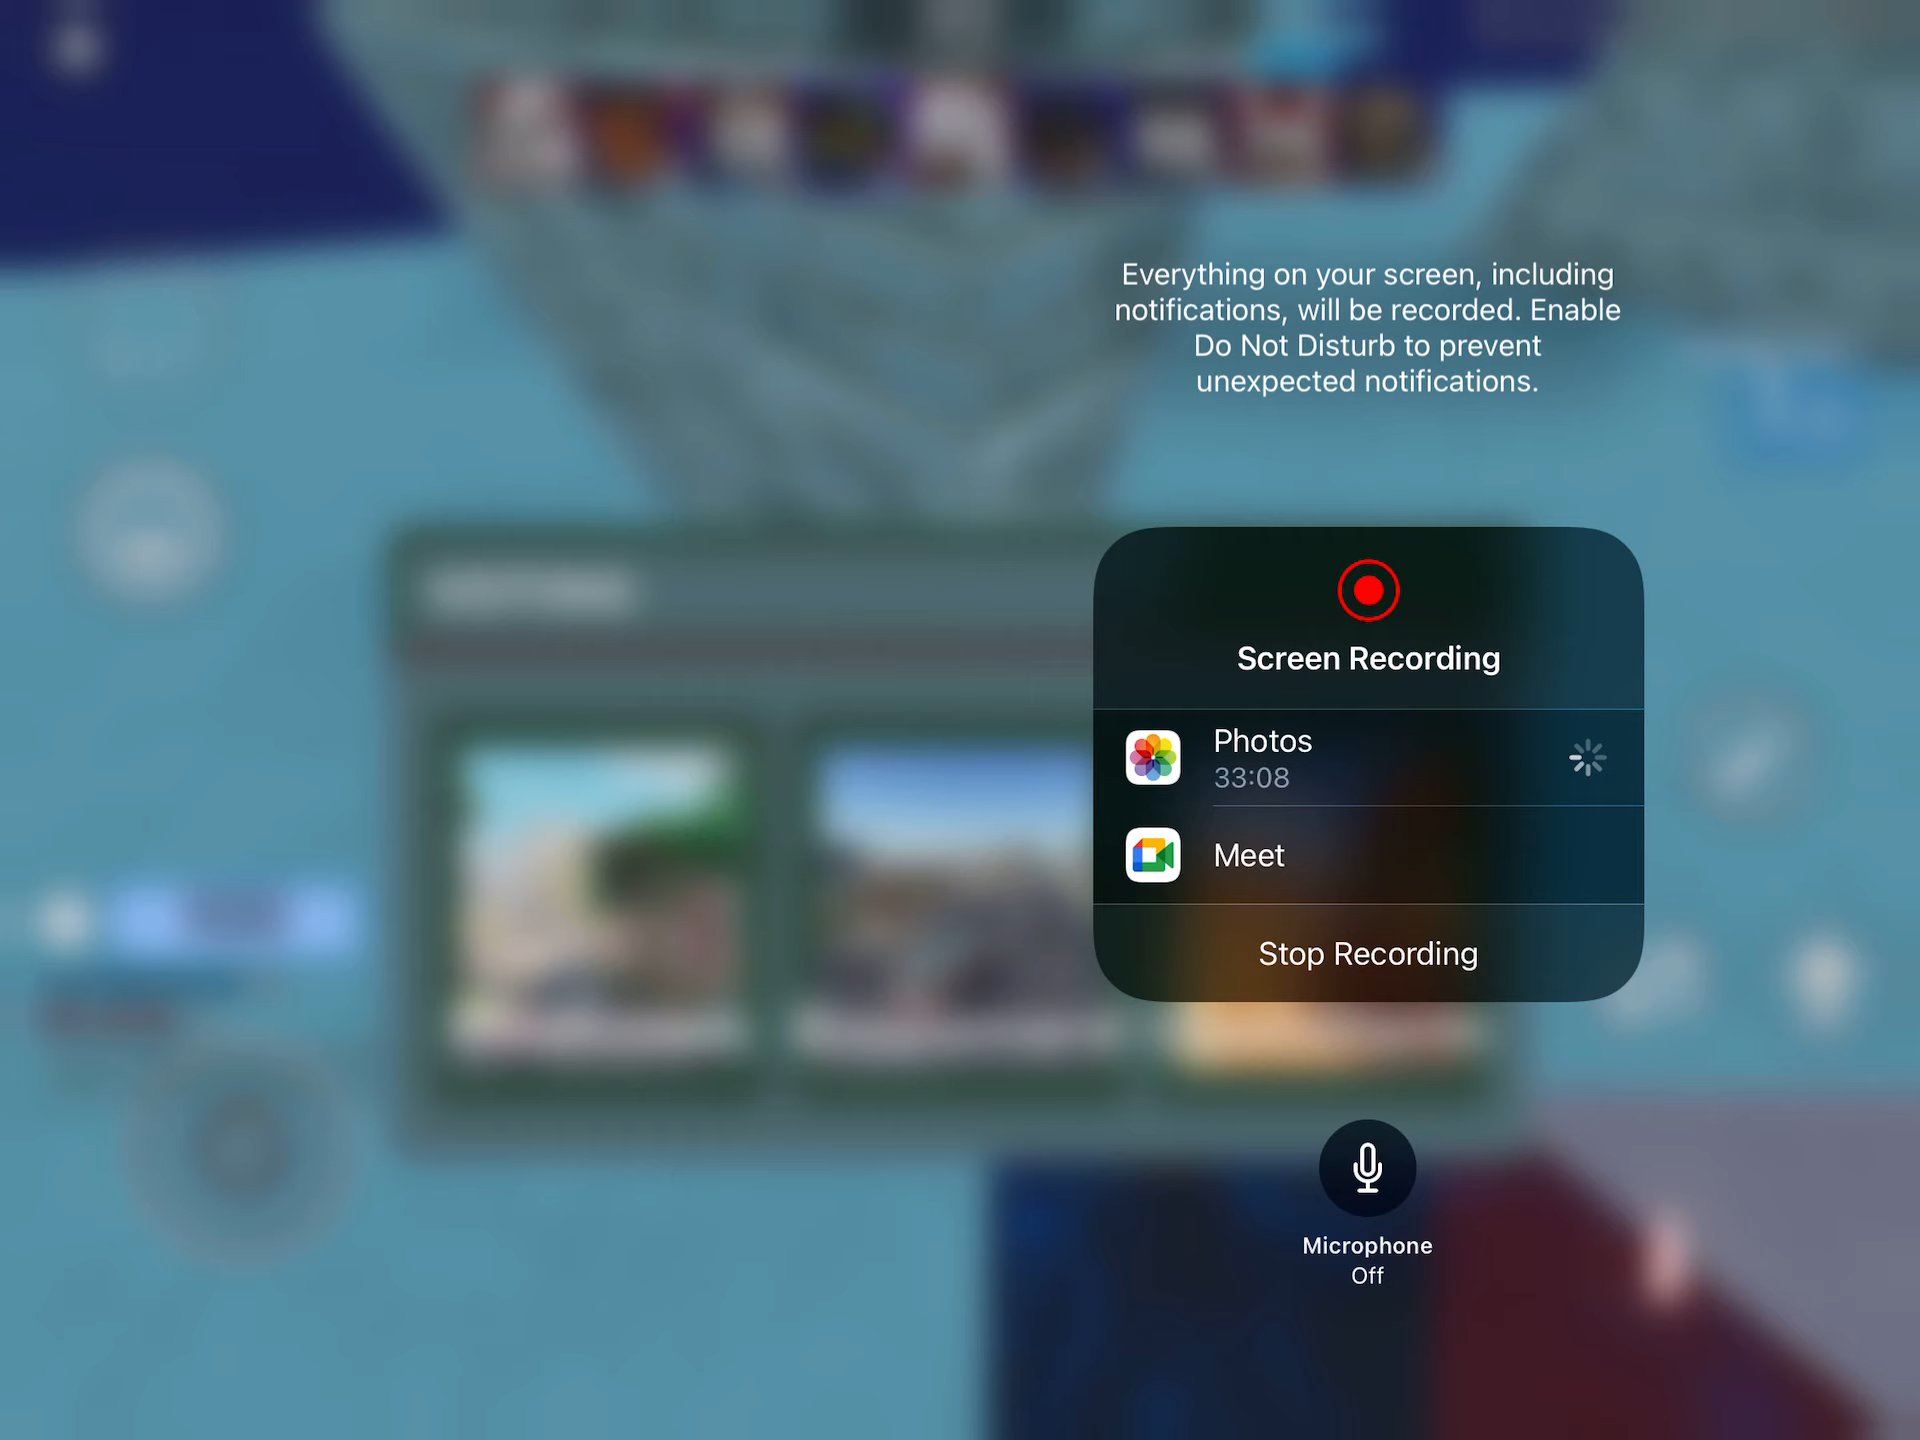 Everything on your screen, including
notifications, will be recorded. Enable
Do Not Disturb to prevent
unexpected notifications.
Screen Recording
Photos
33:08
Meet
Stop Recording
Microphone
Off